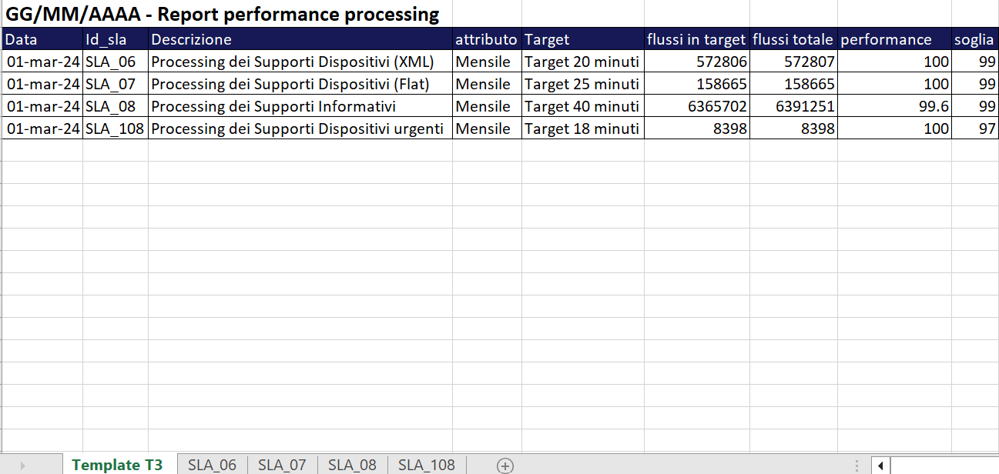 GG/MM/AAAA - Report performance processing
Data Id_sla Descrizione attributo Target flussi in target flussi totale performance soglia
01-mar-24 SLA_06 Processing dei Supporti Dispositivi (XML) Mensile Target 20 minuti 572806 572807 100 99
01-mar-24 SLA_07 Processing dei Supporti Dispositivi (Flat) Mensile Target 25 minuti 158665 158665 100 99
01-mar-24 SLA_08 Processing dei Supporti Informativi Mensile Target 40 minuti 6365702 6391251 99.6 99
01-mar-24 SLA_108 Processing dei Supporti Dispositivi urgenti Mensile Target 18 minuti 8398 8398 100 97
Template T3 SLA_06 SLA_07 SLA_08 SLA_108